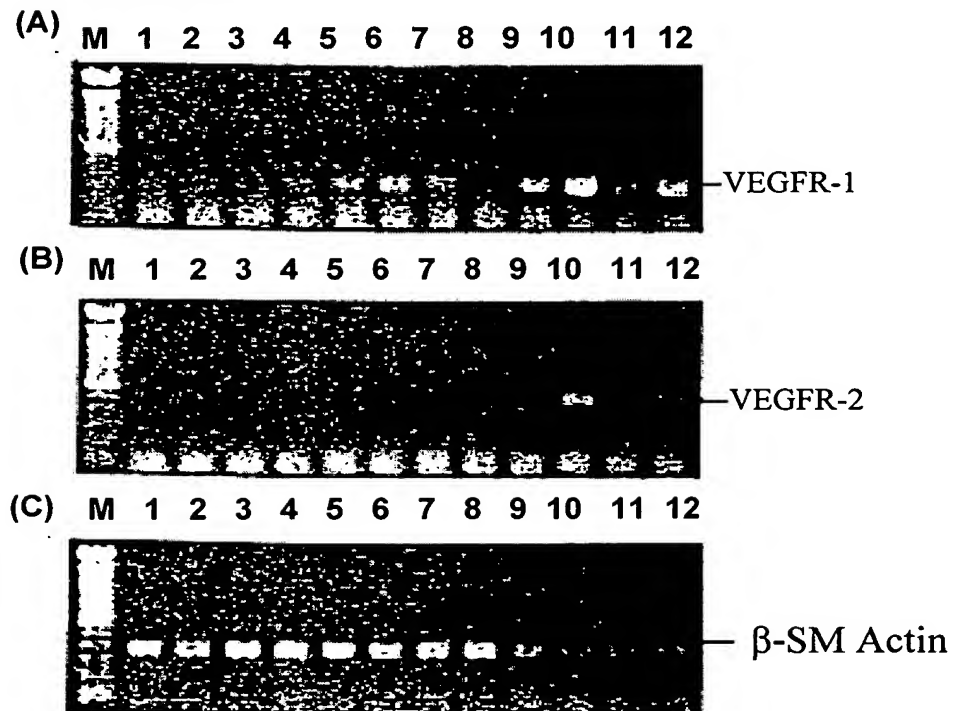 (A)
M 1 2 3 4 5 6 7 8 9 10 11 12
VEGFR-1
(B)
M 1 2 3 4 5 6 7 8 9 10 11 12
VEGFR-2
(C)
M 1 2 3 4 5 6 7 8 9 10 11 12
β-SM Actin